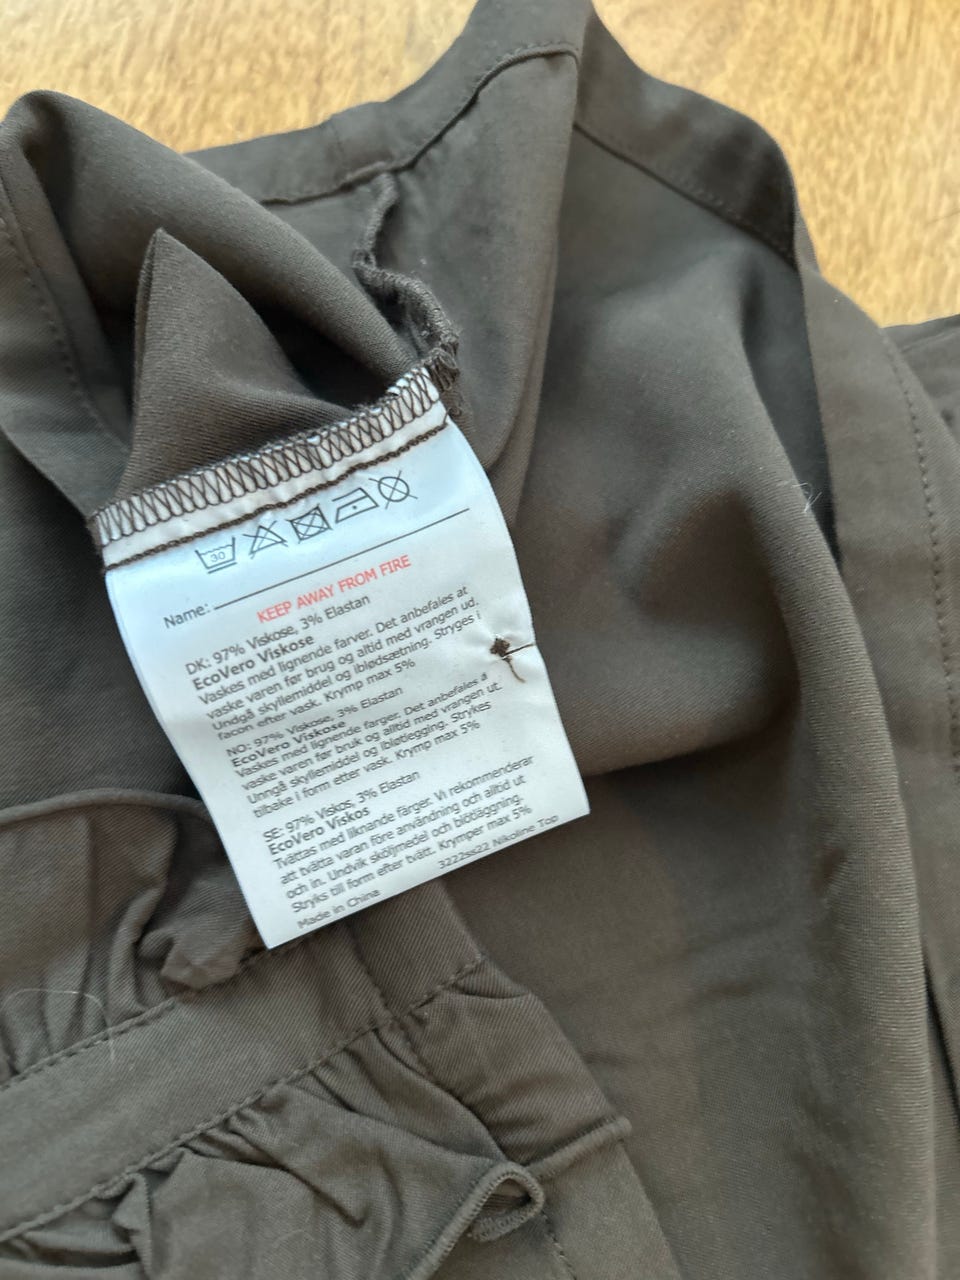 30
Name:
KEEP AWAY FROM FIRE
DK: 97% Viskose, 3% Elastan
EcoVero Viskose
Vaskes med lignende farver. Det anbefales at
vaske varen før brug og altid med vrangen ud.
Undgå skyllemiddel og iblødsætning. Stryges i
facon efter vask. Krymp max 5%
NO: 97% Viskose, 3% Elastan
EcoVero Viskose
Vaskes med lignende farger. Det anbefales å
vaske varen før bruk og alltid med vrangen ut.
Unngå skyllemiddel og ibløtlegging. Strykes
tilbake i form etter vask. Krymp max 5%
SE: 97% Viskos, 3% Elastan
EcoVero Viskos
Tvättas med liknande färger. Vi rekommenderar
att tvätta varan före användning och alltid ut
och in. Undvik sköljmedel och blötläggning.
Stryks till form efter tvätt. Krymper max 5%
Made in China 3222sc22 Nikoline Top